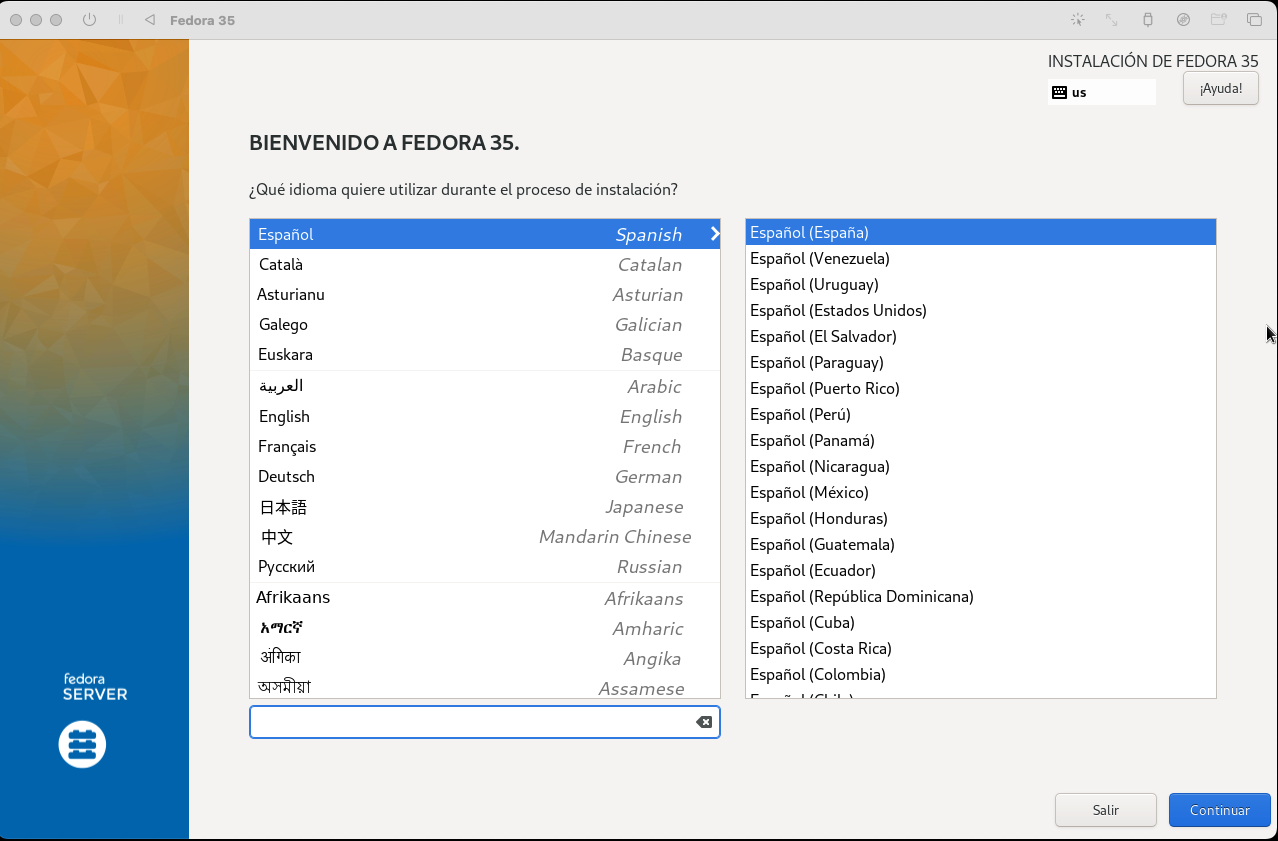 Fedora 35
INSTALACIÓN DE FEDORA 35
us
¡Ayuda!
BIENVENIDO A FEDORA 35.
¿Qué idioma quiere utilizar durante el proceso de instalación?
Español Spanish
Català Catalan
Asturianu Asturian
Galego Galician
Euskara Basque
العربية Arabic
English English
Français French
Deutsch German
日本語 Japanese
中文 Mandarin Chinese
Русский Russian
Afrikaans Afrikaans
አማርኛ Amharic
अंगिका Angika
অসমীয়া Assamese
Español (España)
Español (Venezuela)
Español (Uruguay)
Español (Estados Unidos)
Español (El Salvador)
Español (Paraguay)
Español (Puerto Rico)
Español (Perú)
Español (Panamá)
Español (Nicaragua)
Español (México)
Español (Honduras)
Español (Guatemala)
Español (Ecuador)
Español (República Dominicana)
Español (Cuba)
Español (Costa Rica)
Español (Colombia)
Español (Chile)
fedora
SERVER
Salir
Continuar